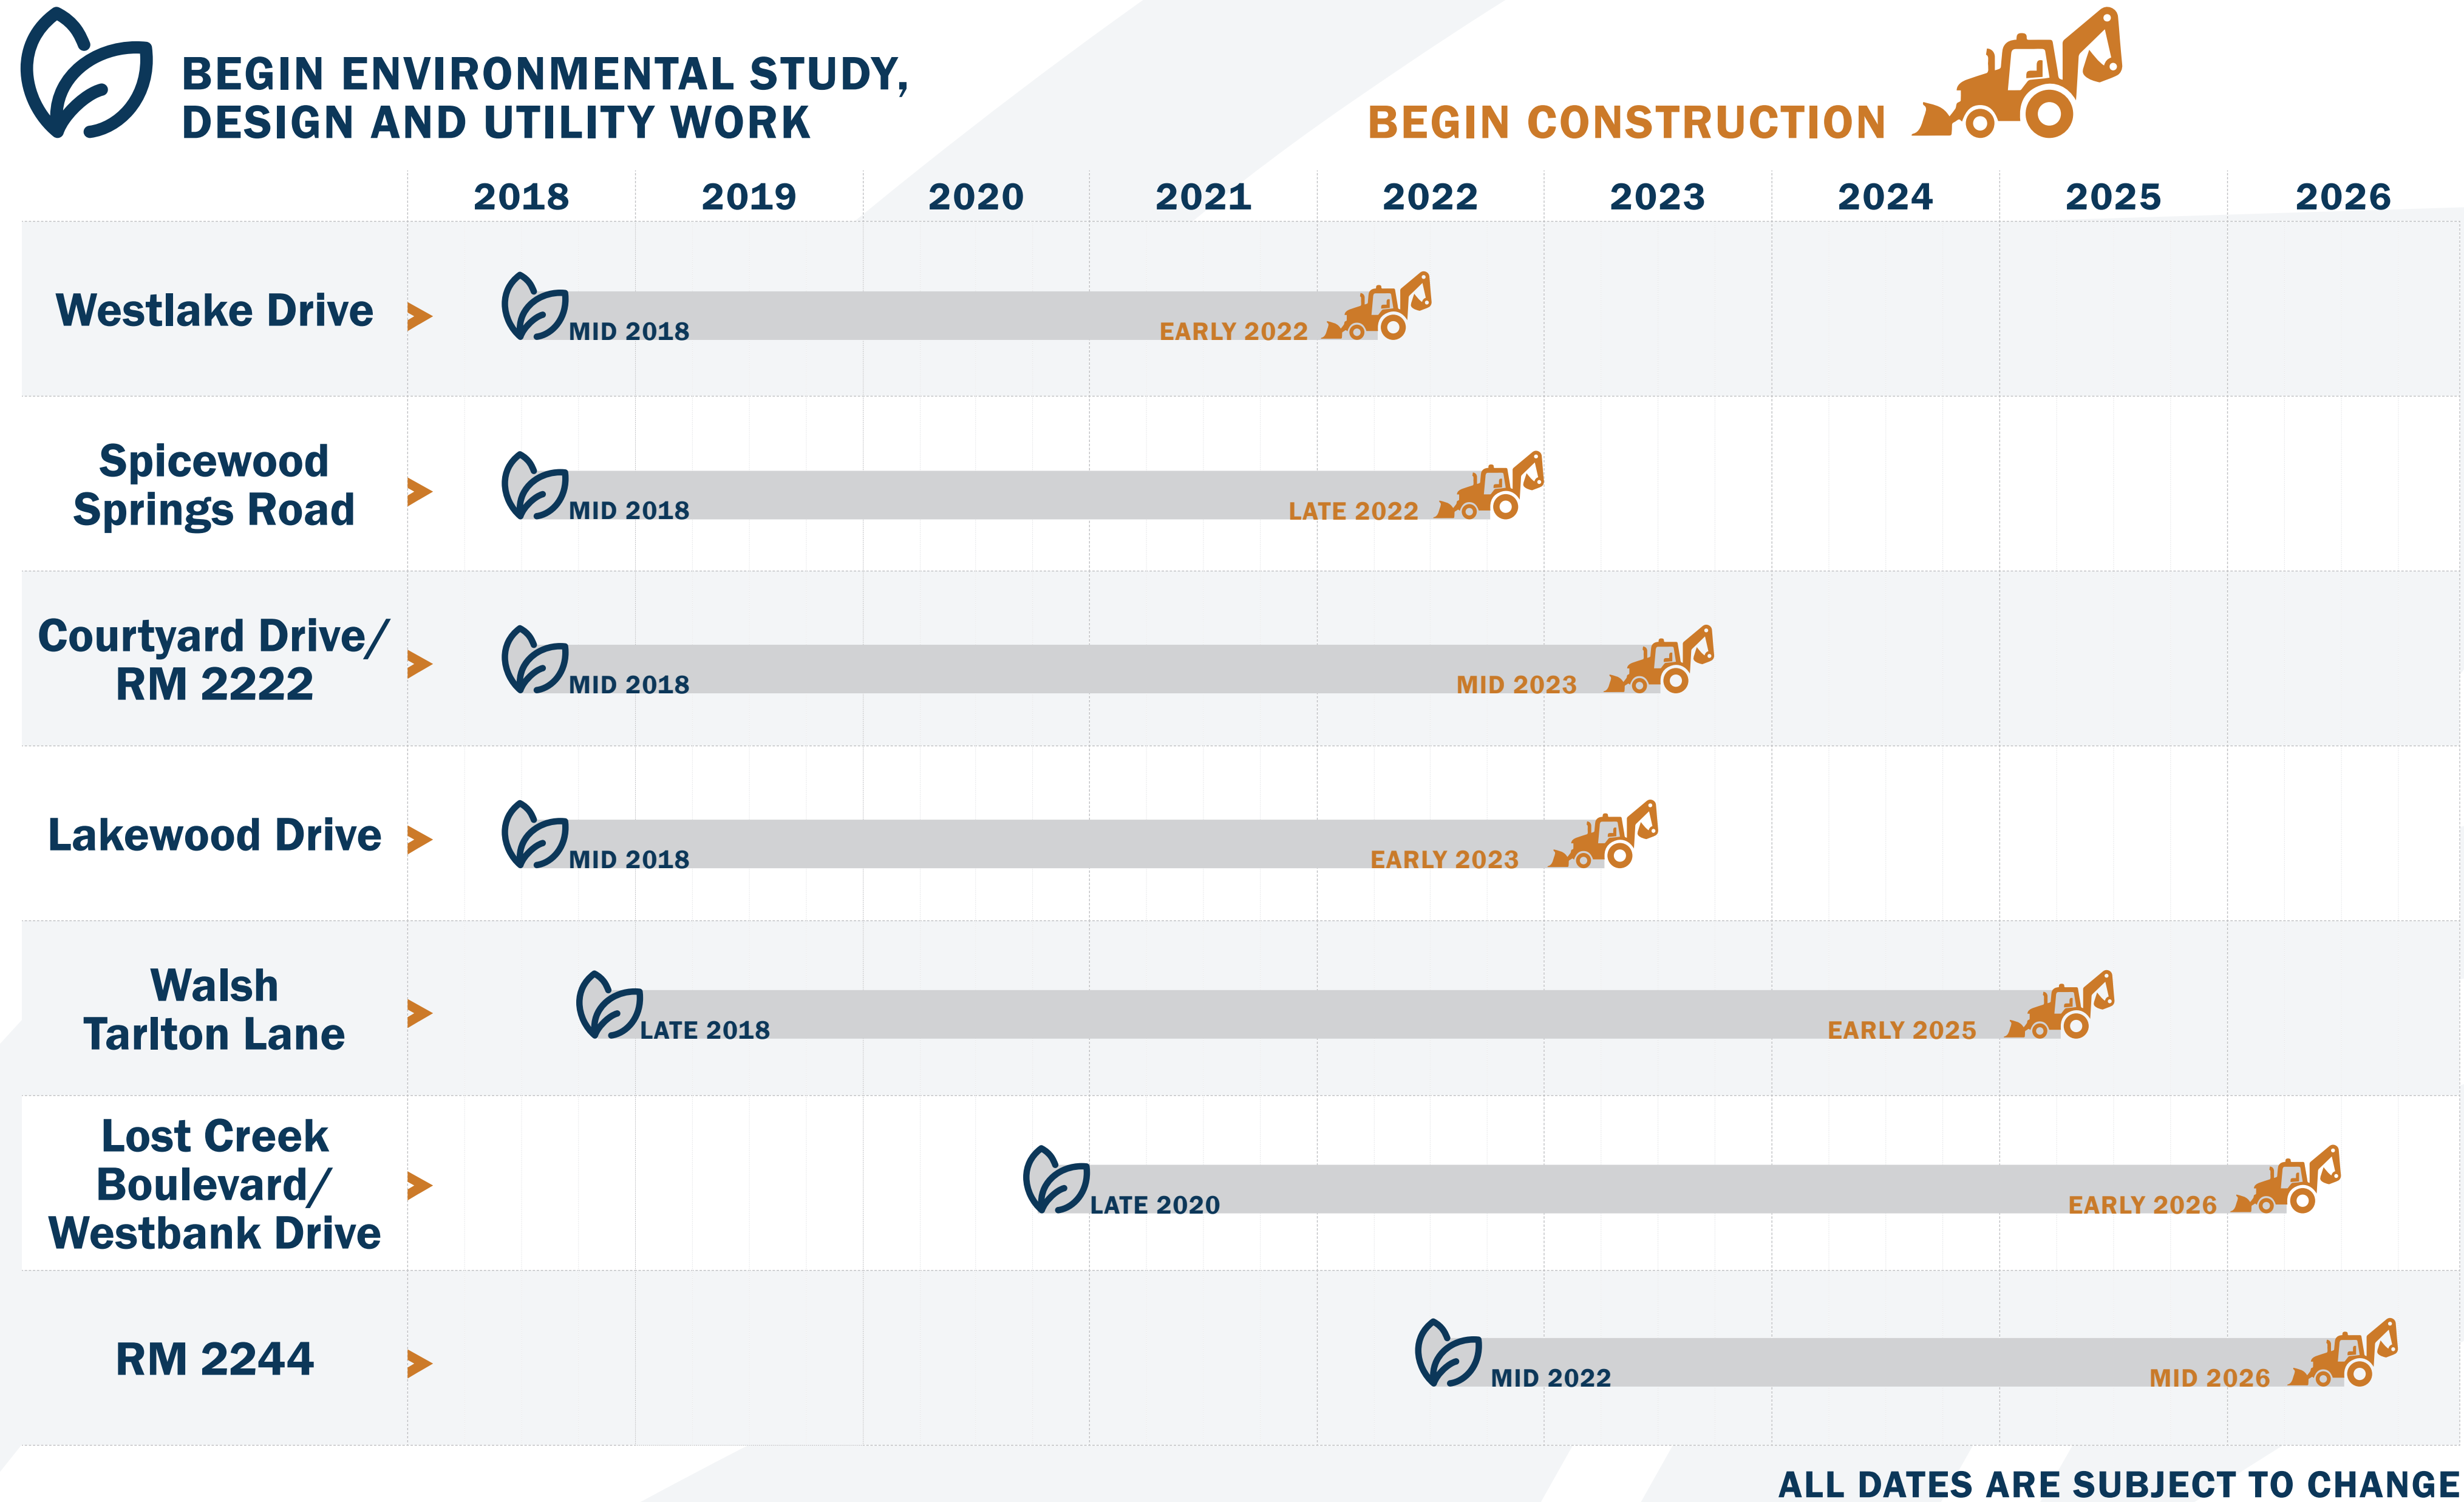 BEGIN ENVIRONMENTAL STUDY,
DESIGN AND UTILITY WORK
BEGIN CONSTRUCTION
2018 2019 2020 2021 2022 2023 2024 2025 2026
Westlake Drive
MID 2018
EARLY 2022
Spicewood
Springs Road
MID 2018
LATE 2022
Courtyard Drive/
RM 2222
MID 2018
MID 2023
Lakewood Drive
MID 2018
EARLY 2023
Walsh
Tarlton Lane
LATE 2018
EARLY 2025
Lost Creek
Boulevard/
Westbank Drive
LATE 2020
EARLY 2026
RM 2244
MID 2022
MID 2026
ALL DATES ARE SUBJECT TO CHANGE